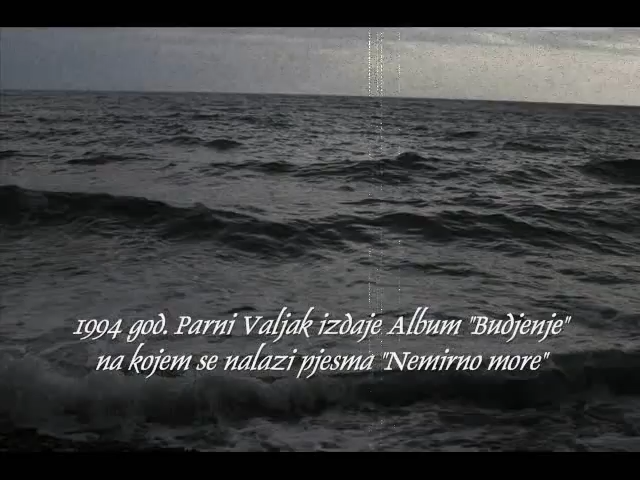 1994 god. Parni Valjak izdaje Album "Budjenje"
na kojem se nalazi pjesma "Nemirno more"